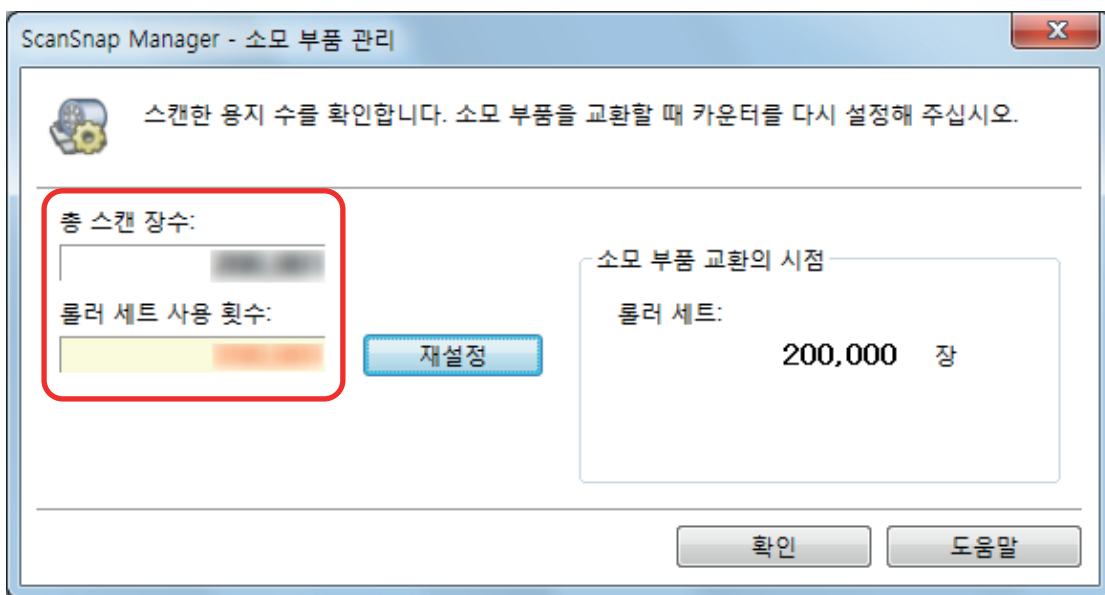 ScanSnap Manager - 소모 부품 관리
스캔한 용지 수를 확인합니다. 소모 부품을 교환할 때 카운터를 다시 설정해 주십시오.
총 스캔 장수:
롤러 세트 사용 횟수:
재설정
소모 부품 교환의 시점
롤러 세트:
200,000 장
확인 도움말